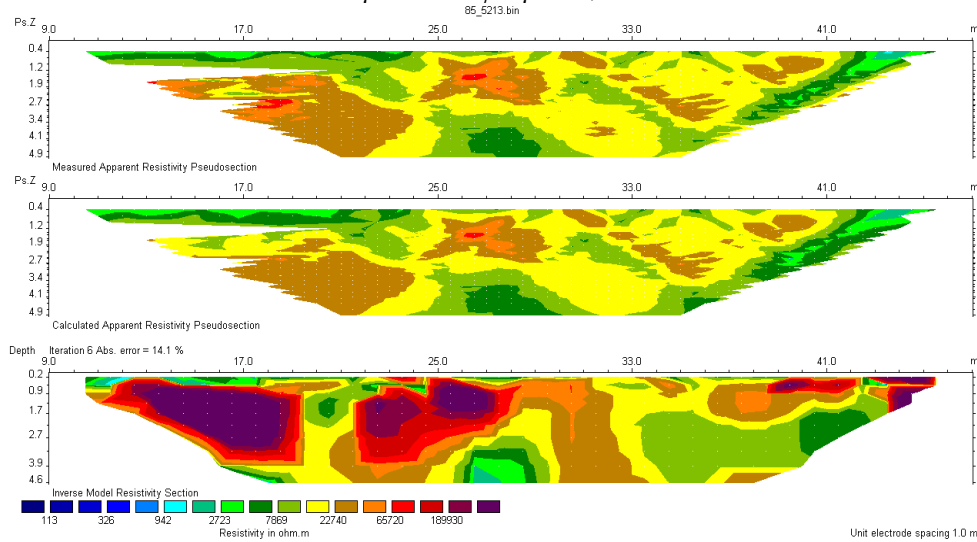 85_5213.bin
Ps.Z 9.0 17.0 25.0 33.0 41.0 m
0.4
1.2
1.9
2.7
3.4
4.1
4.9
Measured Apparent Resistivity Pseudosection
Ps.Z 9.0 17.0 25.0 33.0 41.0 m
0.4
1.2
1.9
2.7
3.4
4.1
4.9
Calculated Apparent Resistivity Pseudosection
Depth Iteration 6 Abs. error = 14.1 %
9.0 17.0 25.0 33.0 41.0 m
0.2
0.9
1.7
2.7
3.9
4.6
Inverse Model Resistivity Section
113 326 942 2723 7869 22740 65720 189930
Resistivity in ohm.m
Unit electrode spacing 1.0 m